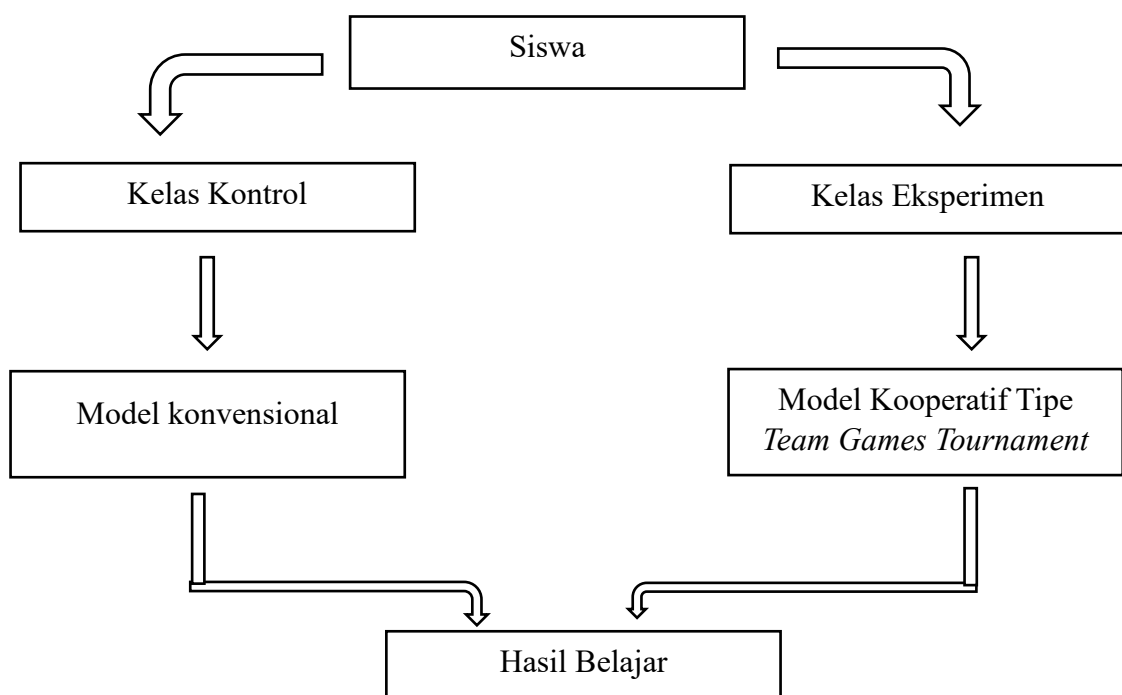 Siswa
Kelas Kontrol
Kelas Eksperimen
Model konvensional
Model Kooperatif Tipe
Team Games Tournament
Hasil Belajar